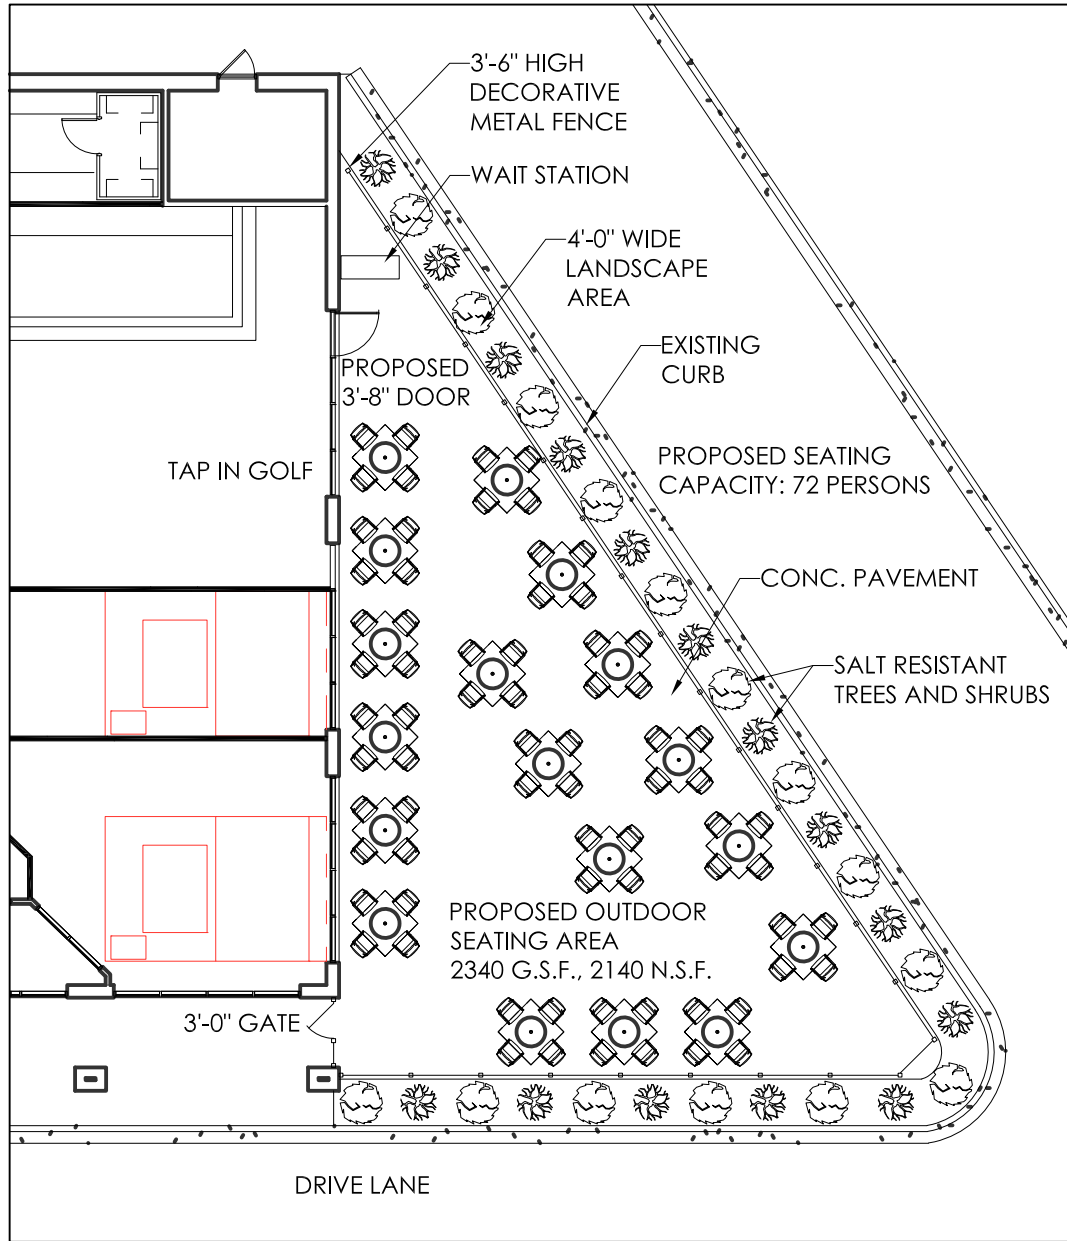 3'-6" HIGH
DECORATIVE
METAL FENCE
WAIT STATION
4'-0" WIDE
LANDSCAPE
AREA
EXISTING
CURB
PROPOSED
3'-8" DOOR
TAP IN GOLF
PROPOSED SEATING
CAPACITY: 72 PERSONS
CONC. PAVEMENT
SALT RESISTANT
TREES AND SHRUBS
PROPOSED OUTDOOR
SEATING AREA
2340 G.S.F., 2140 N.S.F.
3'-0" GATE
DRIVE LANE